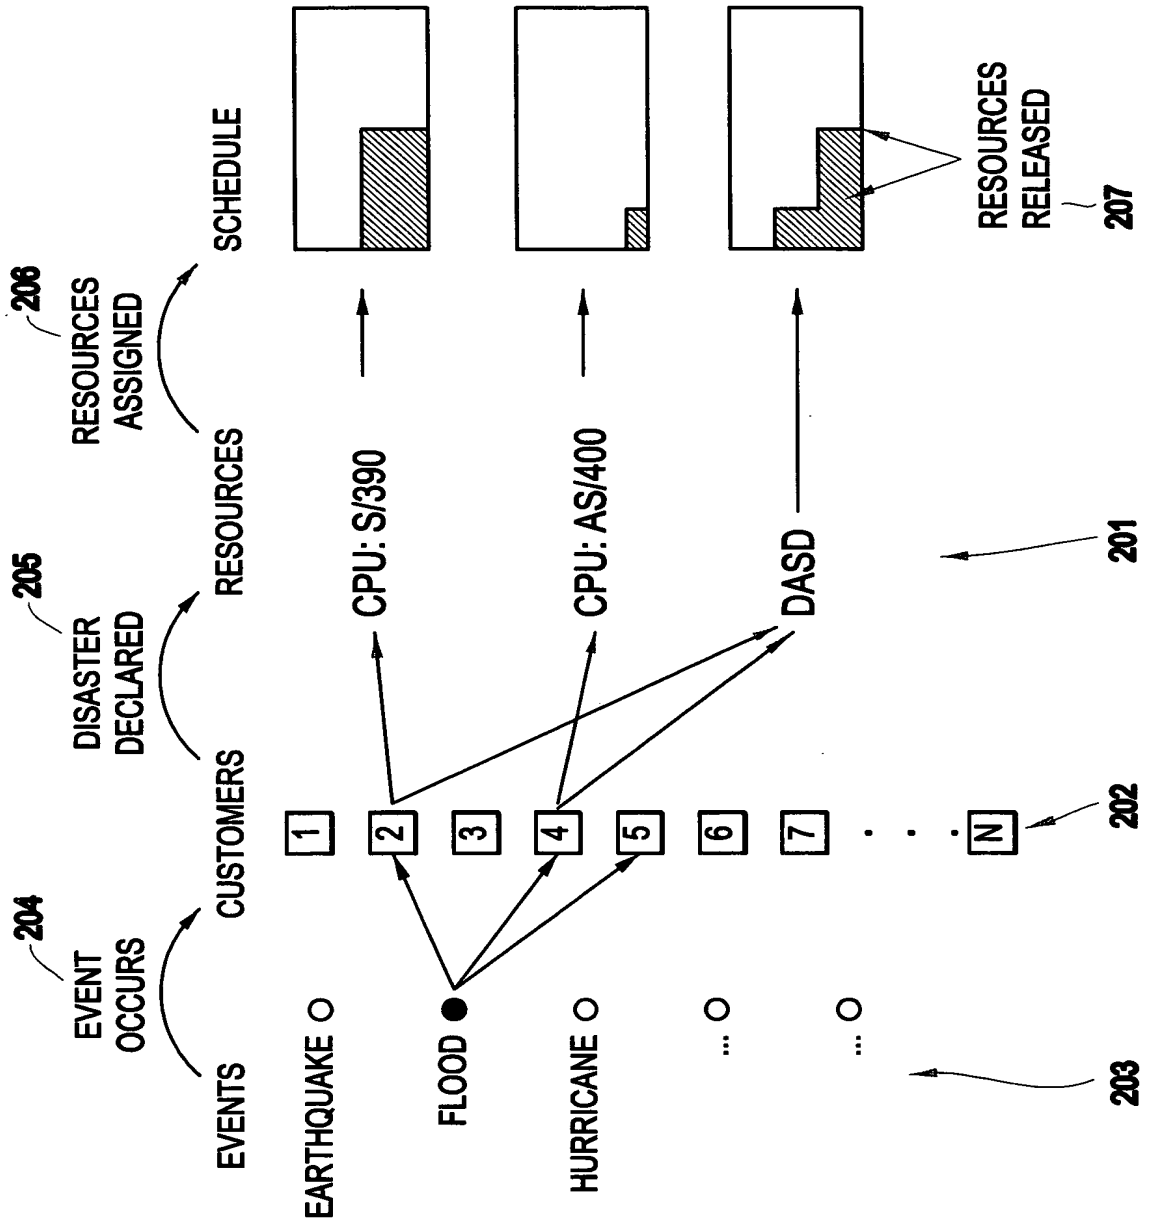 204
EVENT
OCCURS
205
DISASTER
DECLARED
206
RESOURCES
ASSIGNED
EVENTS
CUSTOMERS
RESOURCES
SCHEDULE
EARTHQUAKE
FLOOD
HURRICANE
...
...
1
2
3
4
5
6
7
N
CPU: S/390
CPU: AS/400
DASD
RESOURCES
RELEASED
207
203
202
201